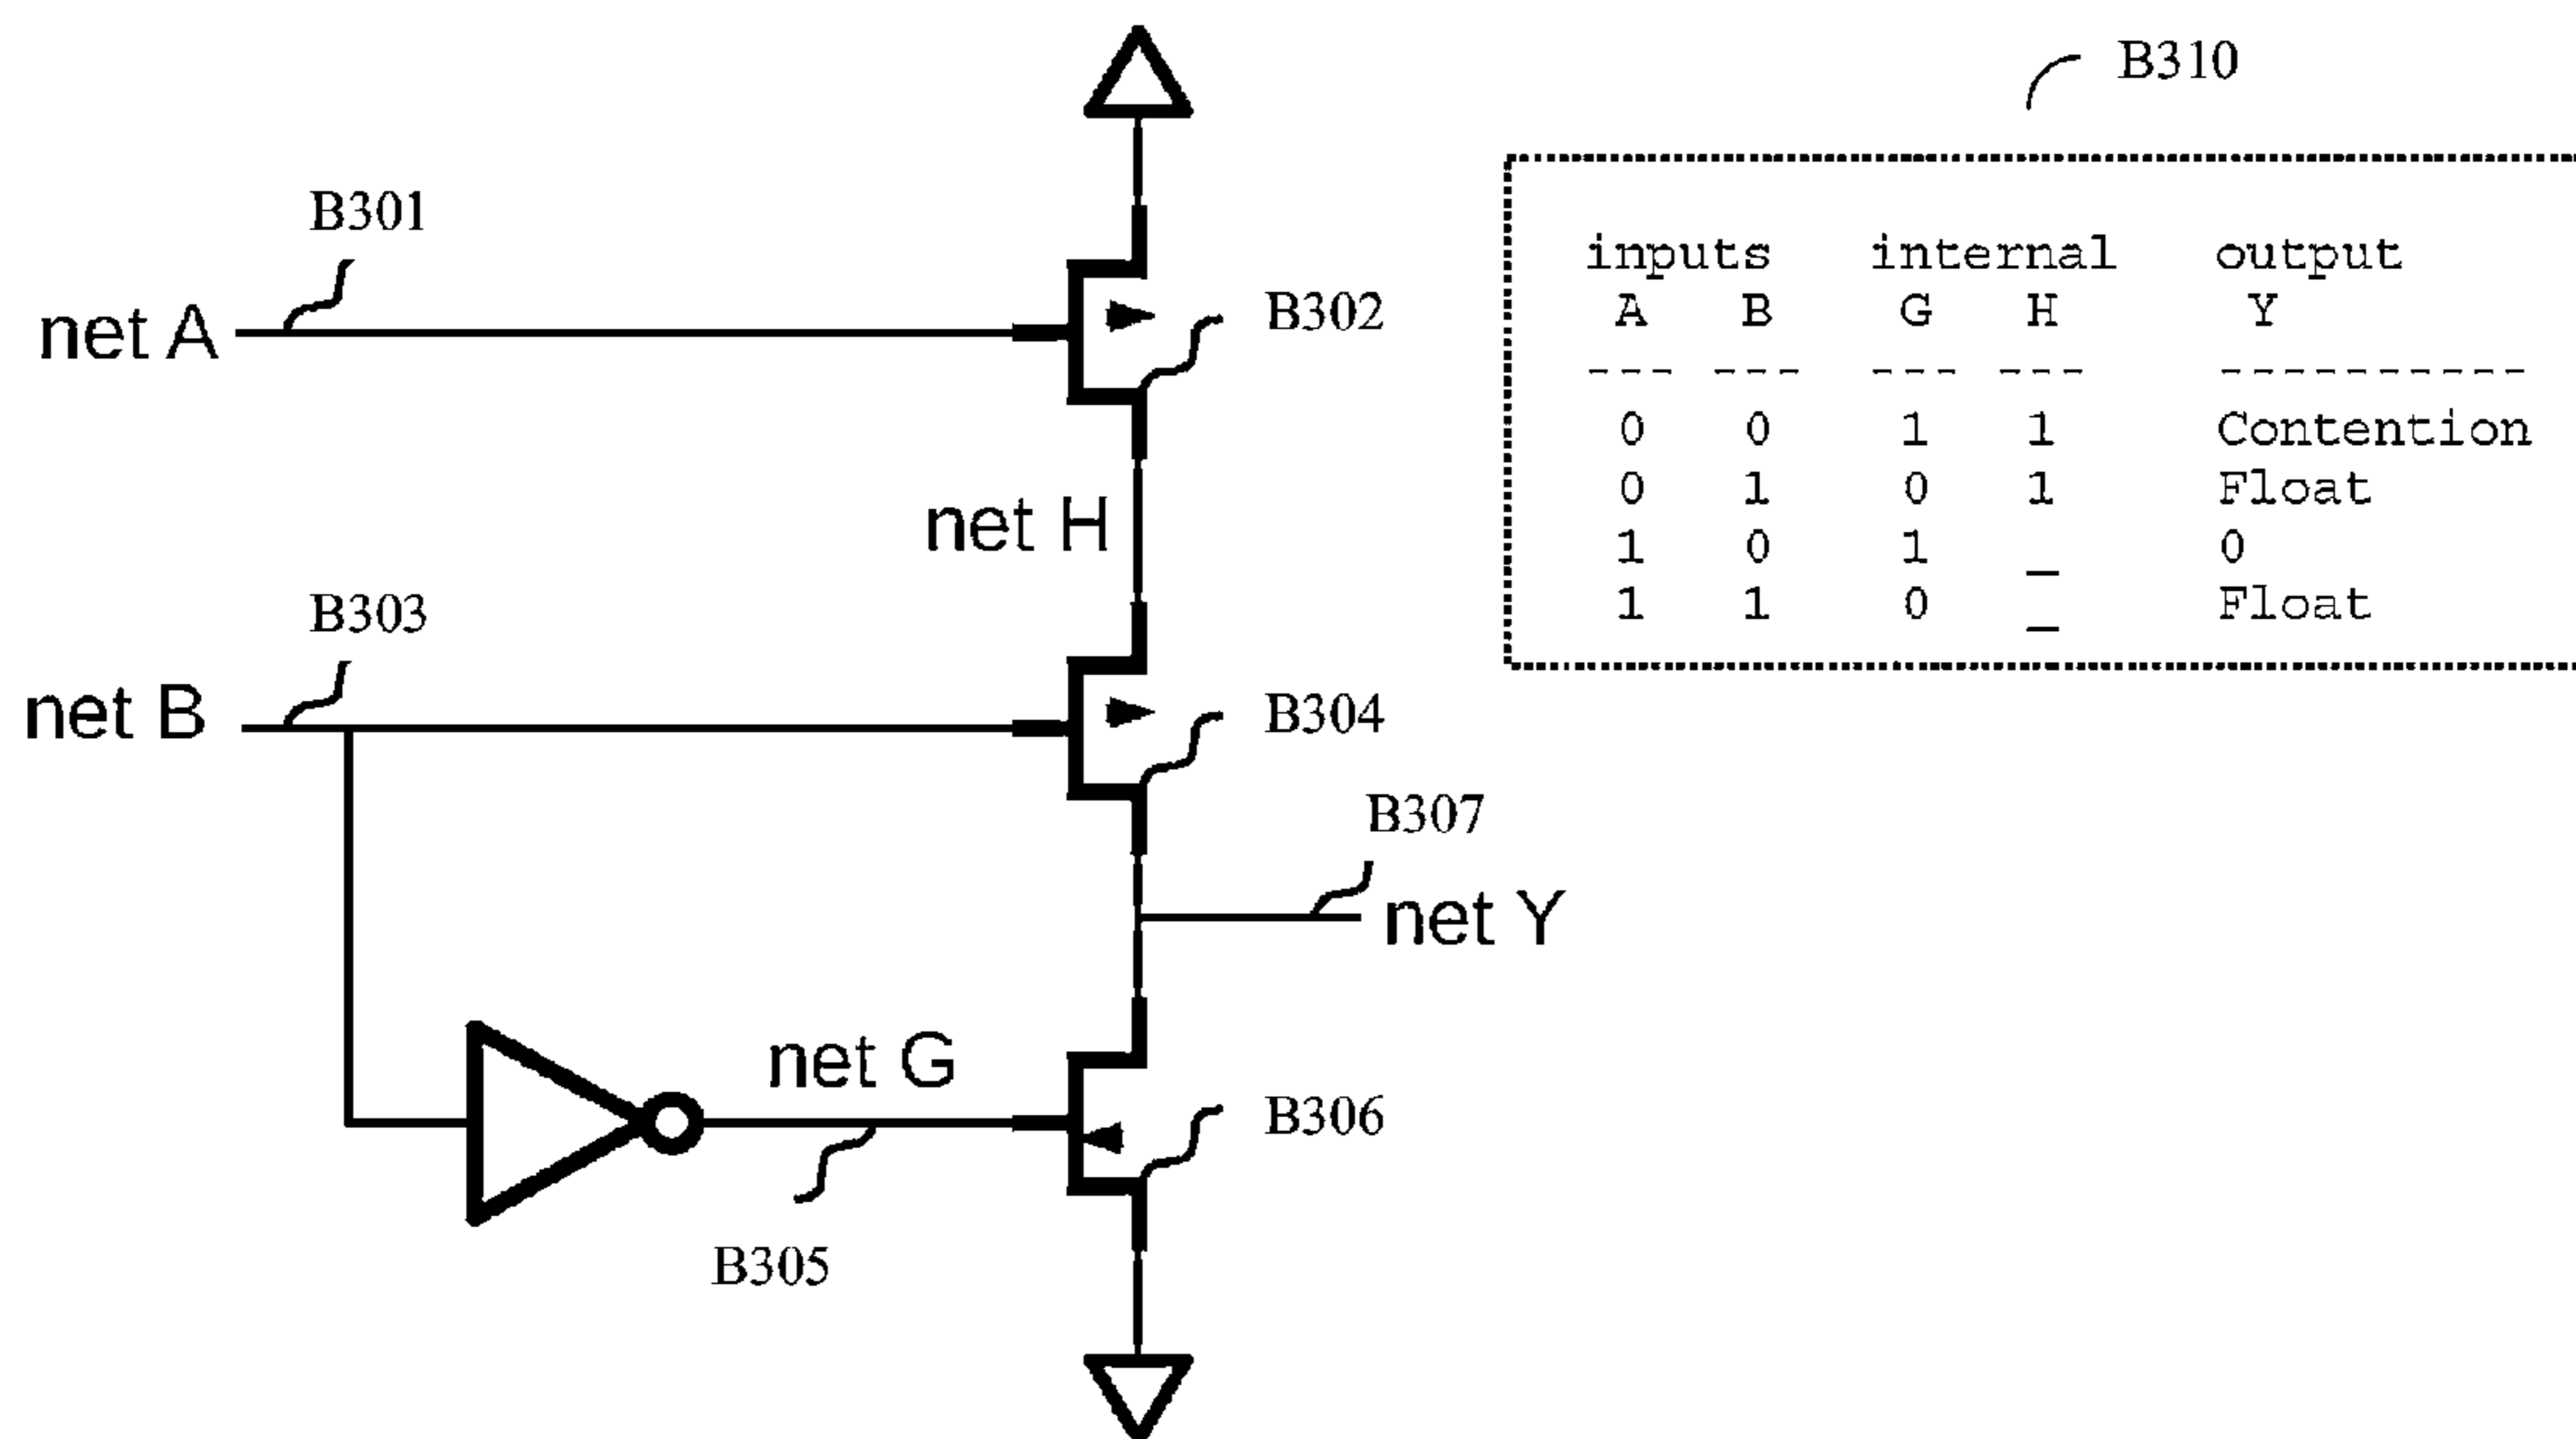 B310
B301
net A
B302
inputs internal output
A B G H Y
--- --- --- --- ----------
0 0 1 1 Contention
0 1 0 1 Float
1 0 1 _ 0
1 1 0 _ Float
net H
B303
net B
B304
B307
net Y
net G
B306
B305